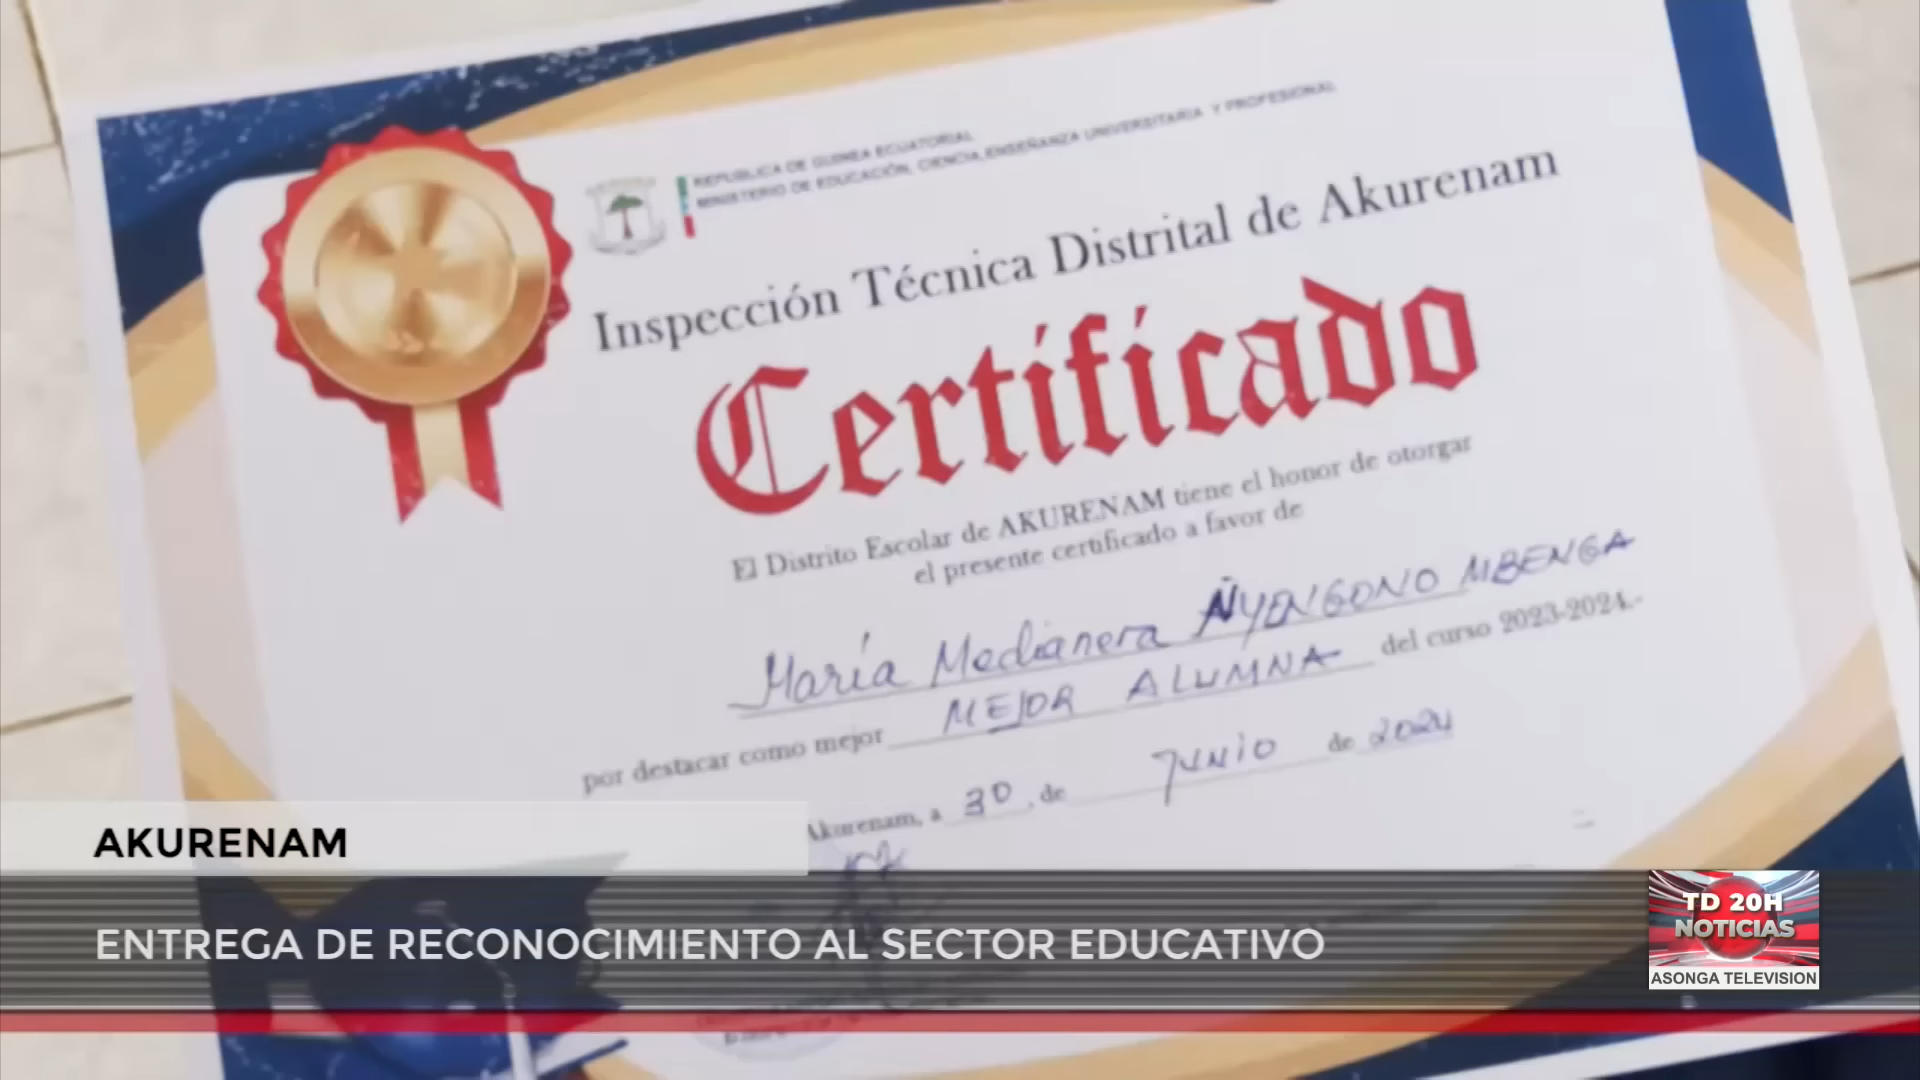 REPUBLICA DE GUINEA ECUATORIAL
MINISTERIO DE EDUCACIÓN, CIENCIA, ENSEÑANZA UNIVERSITARIA Y PROFESIONAL
Inspección Técnica Distrital de Akurenam
Certificado
El Distrito Escolar de AKURENAM tiene el honor de otorgar
el presente certificado a favor de
María Medianera ÑYENGONO MBENGA
por destacar como mejor MEJOR ALUMNA del curso 2023-2024.-
Akurenam, a 30, de JUNIO de 2024
AKURENAM
ENTREGA DE RECONOCIMIENTO AL SECTOR EDUCATIVO
TD 20H
NOTICIAS
ASONGA TELEVISION